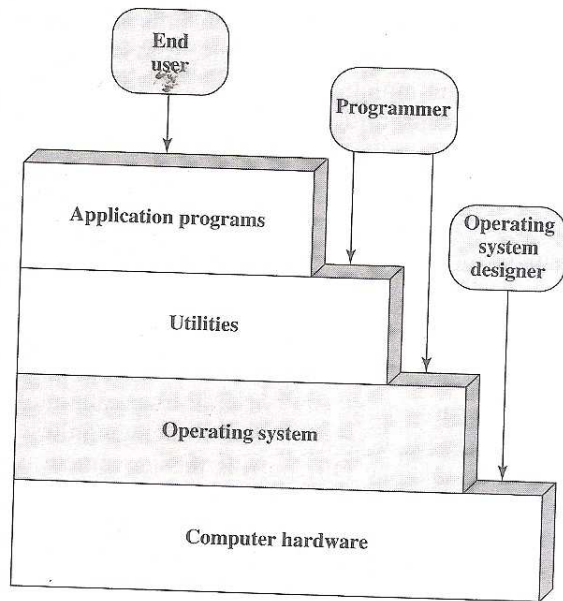 End
user
Programmer
Application programs
Operating
system
designer
Utilities
Operating system
Computer hardware